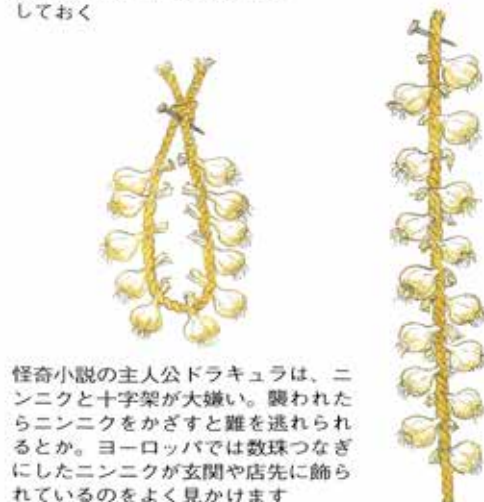 しておく
怪奇小説の主人公ドラキュラは、ニ
ンニクと十字架が大嫌い。襲われた
らニンニクをかざすと難を逃れられ
るとか。ヨーロッパでは数珠つなぎ
にしたニンニクが玄関や店先に飾ら
れているのをよく見かけます